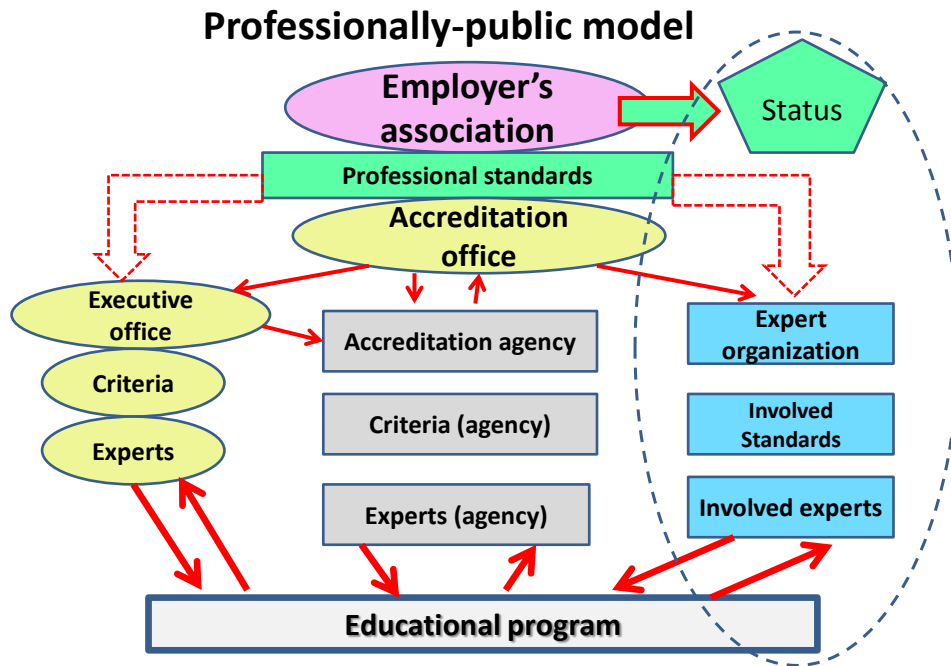 Professionally-public model
Employer's
association
Status
Professional standards
Accreditation
office
Executive
office
Accreditation agency
Expert
organization
Criteria
Criteria (agency)
Involved
Standards
Experts
Experts (agency)
Involved experts
Educational program